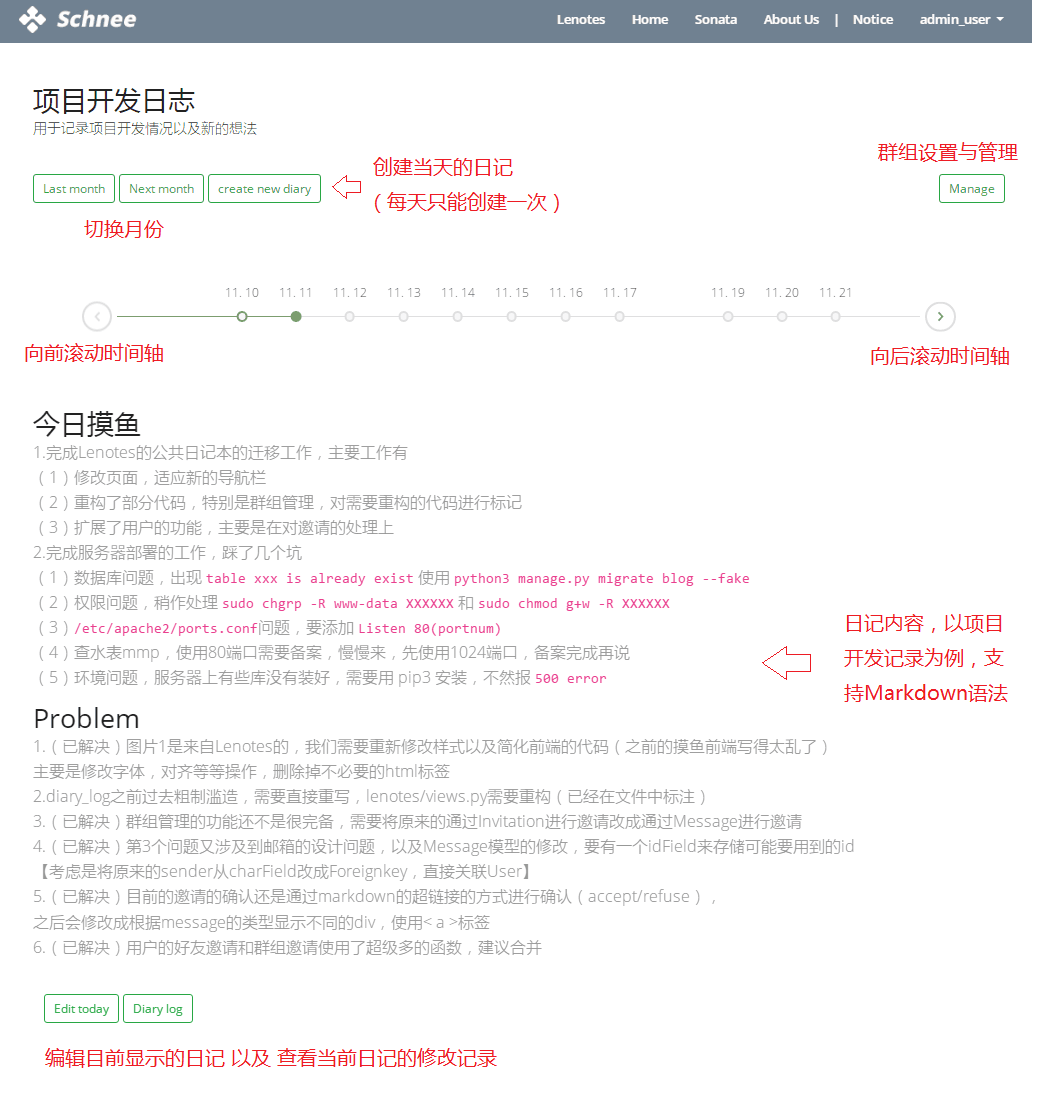 Schnee Lenotes Home Sonata About Us | Notice admin_user
项目开发日志
用于记录项目开发情况以及新的想法
群组设置与管理
创建当天的日记
（每天只能创建一次）
Last month Next month create new diary Manage
切换月份
11. 10 11. 11 11. 12 11. 13 11. 14 11. 15 11. 16 11. 17 11. 19 11. 20 11. 21
向前滚动时间轴 向后滚动时间轴
今日摸鱼
1.完成Lenotes的公共日记本的迁移工作，主要工作有
（1）修改页面，适应新的导航栏
（2）重构了部分代码，特别是群组管理，对需要重构的代码进行标记
（3）扩展了用户的功能，主要是在对邀请的处理上
2.完成服务器部署的工作，踩了几个坑
（1）数据库问题，出现 table xxx is already exist 使用 python3 manage.py migrate blog --fake
（2）权限问题，稍作处理 sudo chgrp -R www-data XXXXXX 和 sudo chmod g+w -R XXXXXX
（3）/etc/apache2/ports.conf问题，要添加 Listen 80(portnum)
（4）查水表mmp，使用80端口需要备案，慢慢来，先使用1024端口，备案完成再说
（5）环境问题，服务器上有些库没有装好，需要用 pip3 安装，不然报 500 error
日记内容，以项目
开发记录为例，支
持Markdown语法
Problem
1.（已解决）图片1是来自Lenotes的，我们需要重新修改样式以及简化前端的代码（之前的摸鱼前端写得太乱了）
主要是修改字体，对齐等等操作，删除掉不必要的html标签
2.diary_log之前过去粗制滥造，需要直接重写，lenotes/views.py需要重构（已经在文件中标注）
3.（已解决）群组管理的功能还不是很完备，需要将原来的通过Invitation进行邀请改成通过Message进行邀请
4.（已解决）第3个问题又涉及到邮箱的设计问题，以及Message模型的修改，要有一个idField来存储可能要用到的id
【考虑是将原来的sender从charField改成Foreignkey，直接关联User】
5.（已解决）目前的邀请的确认还是通过markdown的超链接的方式进行确认（accept/refuse），
之后会修改成根据message的类型显示不同的div，使用< a >标签
6.（已解决）用户的好友邀请和群组邀请使用了超级多的函数，建议合并
Edit today Diary log
编辑目前显示的日记 以及 查看当前日记的修改记录